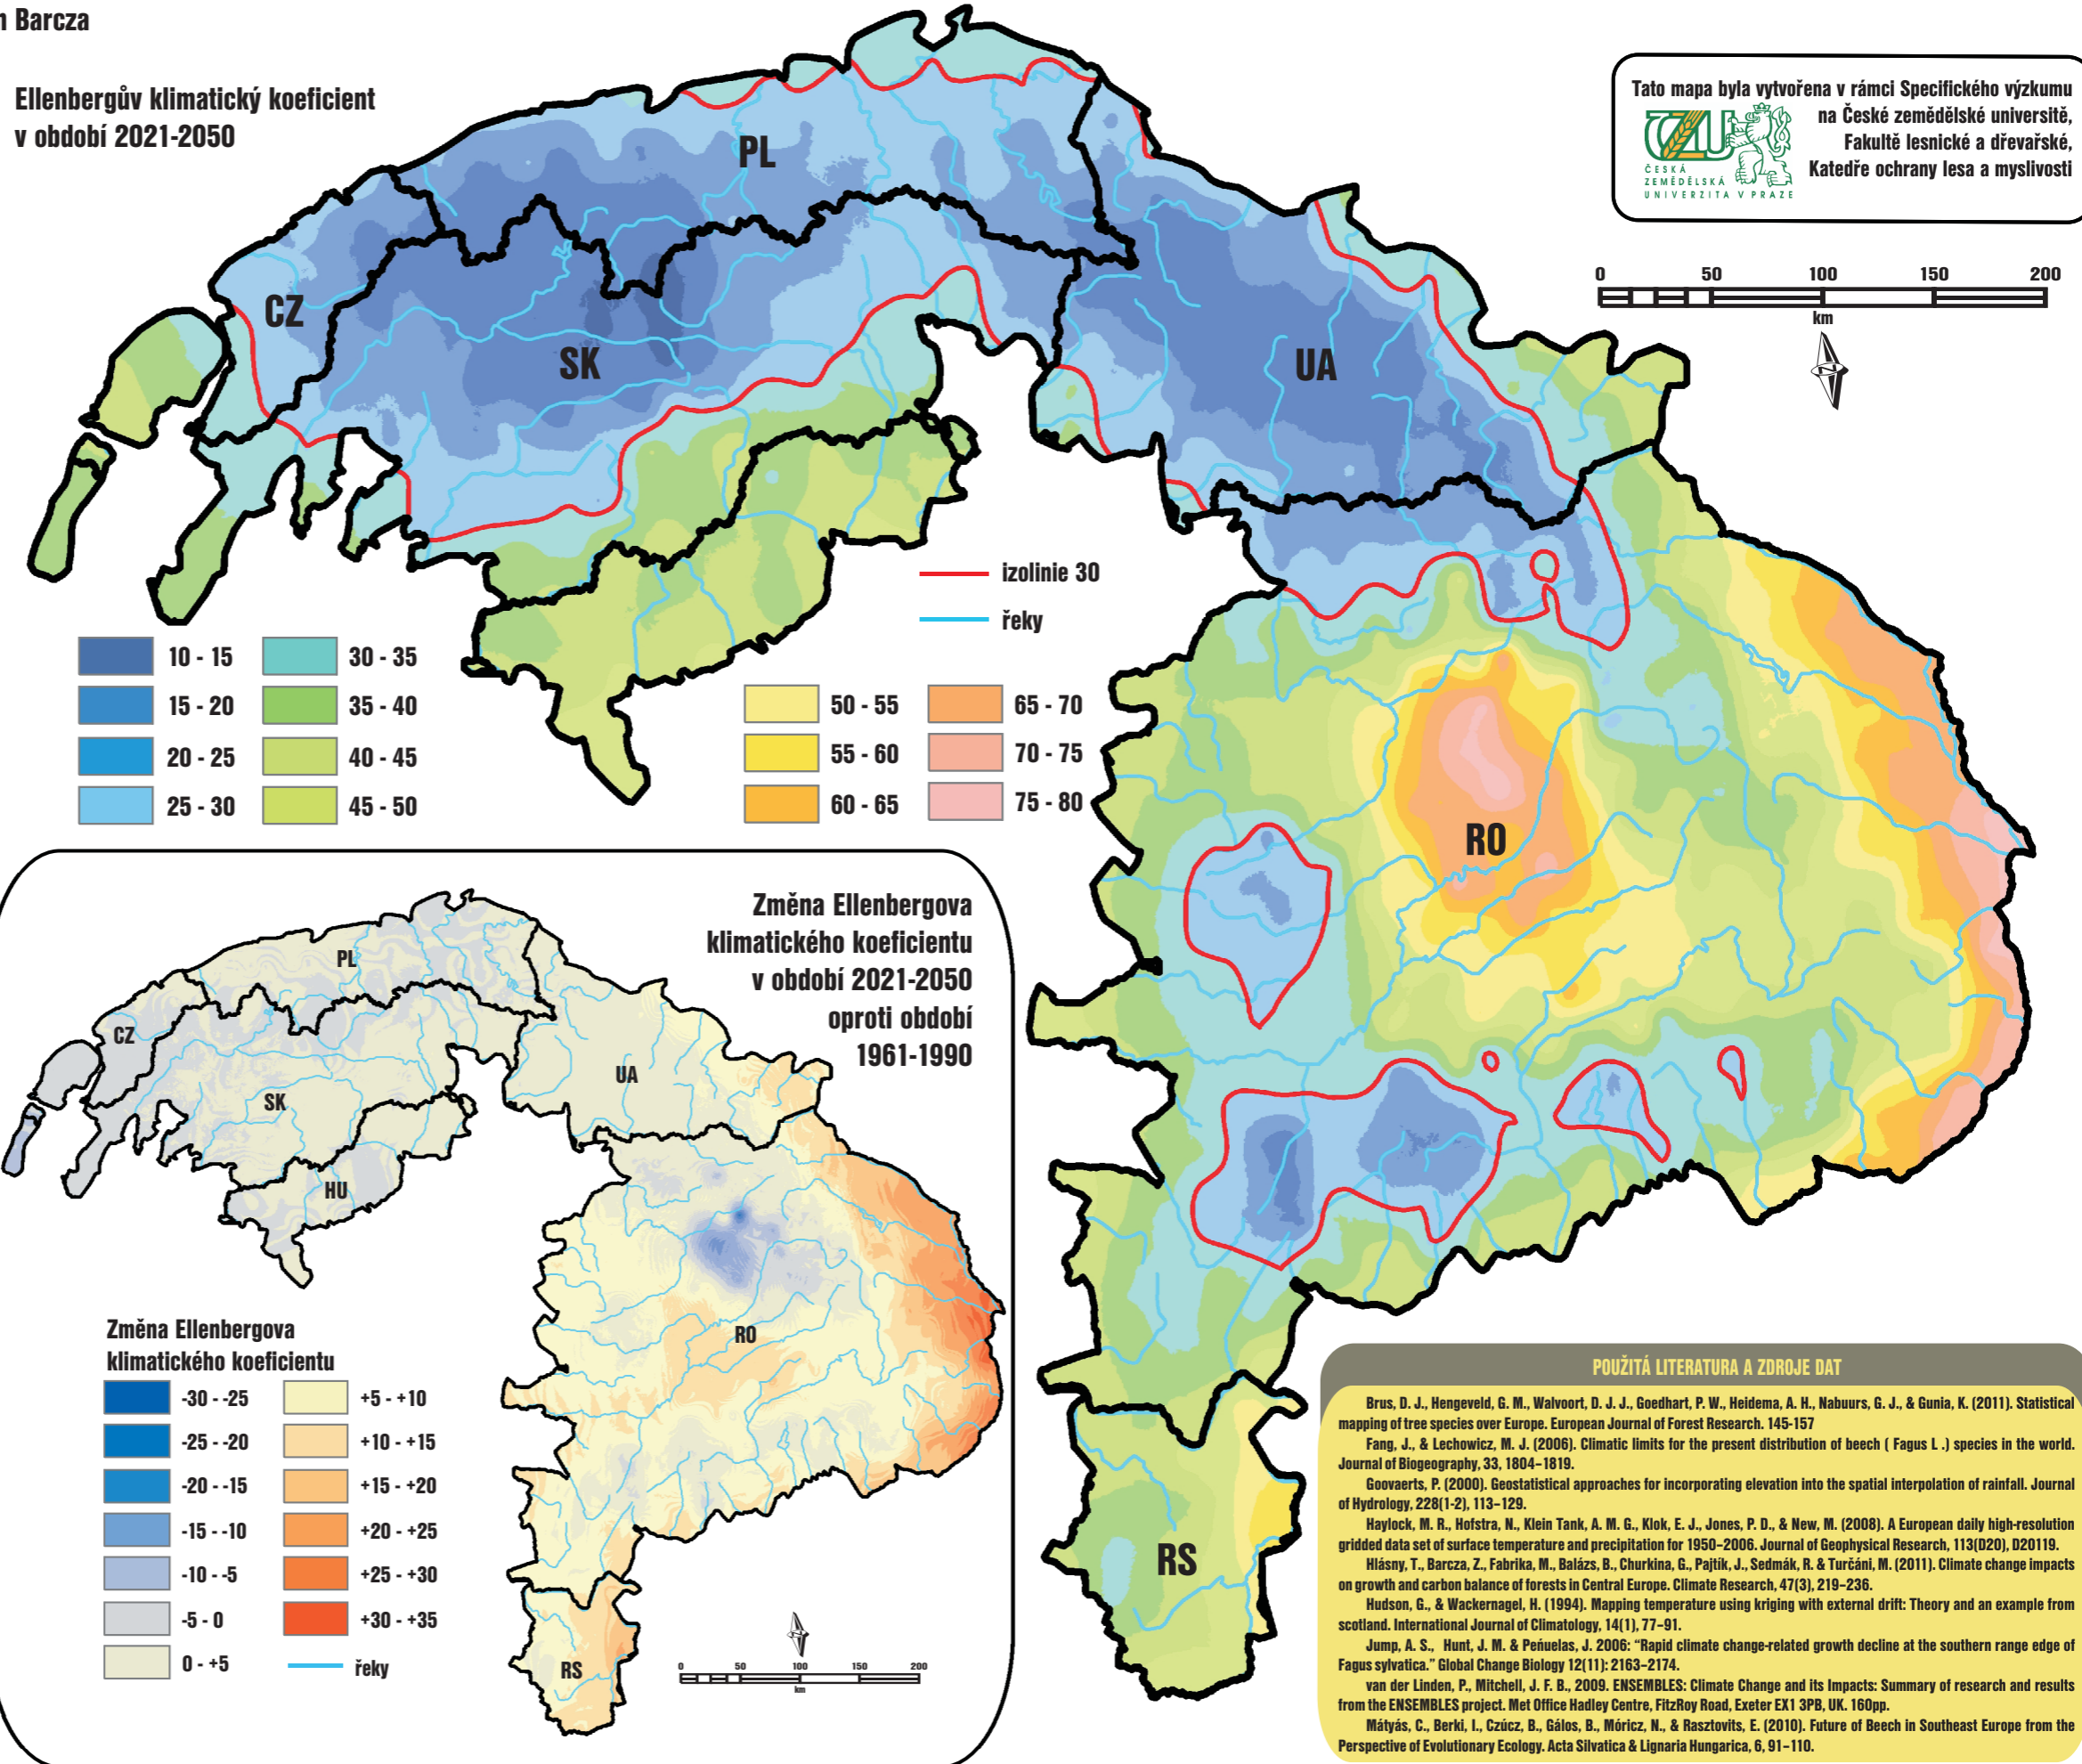 n Barcza
Ellenbergův klimatický koeficient
v období 2021-2050
Tato mapa byla vytvořena v rámci Specifického výzkumu
na České zemědělské universitě,
Fakultě lesnické a dřevařské,
Katedře ochrany lesa a myslivosti
ČZU
ČESKÁ
ZEMĚDĚLSKÁ
UNIVERZITA V PRAZE
0 50 100 150 200
km
N
PL
CZ
SK
UA
RO
RS
izolinie 30
řeky
10 - 15
15 - 20
20 - 25
25 - 30
30 - 35
35 - 40
40 - 45
45 - 50
50 - 55
55 - 60
60 - 65
65 - 70
70 - 75
75 - 80
Změna Ellenbergova
klimatického koeficientu
v období 2021-2050
oproti období
1961-1990
PL
CZ
SK
UA
HU
RO
RS
Změna Ellenbergova
klimatického koeficientu
-30 - -25
-25 - -20
-20 - -15
-15 - -10
-10 - -5
-5 - 0
0 - +5
+5 - +10
+10 - +15
+15 - +20
+20 - +25
+25 - +30
+30 - +35
řeky
N
0 50 100 150 200
km
POUŽITÁ LITERATURA A ZDROJE DAT
Brus, D. J., Hengeveld, G. M., Walvoort, D. J. J., Goedhart, P. W., Heidema, A. H., Nabuurs, G. J., & Gunia, K. (2011). Statistical
mapping of tree species over Europe. European Journal of Forest Research. 145-157
Fang, J., & Lechowicz, M. J. (2006). Climatic limits for the present distribution of beech ( Fagus L .) species in the world.
Journal of Biogeography, 33, 1804–1819.
Goovaerts, P. (2000). Geostatistical approaches for incorporating elevation into the spatial interpolation of rainfall. Journal
of Hydrology, 228(1-2), 113–129.
Haylock, M. R., Hofstra, N., Klein Tank, A. M. G., Klok, E. J., Jones, P. D., & New, M. (2008). A European daily high-resolution
gridded data set of surface temperature and precipitation for 1950–2006. Journal of Geophysical Research, 113(D20), D20119.
Hlásny, T., Barcza, Z., Fabrika, M., Balázs, B., Churkina, G., Pajtík, J., Sedmák, R. & Turčáni, M. (2011). Climate change impacts
on growth and carbon balance of forests in Central Europe. Climate Research, 47(3), 219–236.
Hudson, G., & Wackernagel, H. (1994). Mapping temperature using kriging with external drift: Theory and an example from
scotland. International Journal of Climatology, 14(1), 77–91.
Jump, A. S., Hunt, J. M. & Peńuelas, J. 2006: “Rapid climate change-related growth decline at the southern range edge of
Fagus sylvatica.” Global Change Biology 12(11): 2163–2174.
van der Linden, P., Mitchell, J. F. B., 2009. ENSEMBLES: Climate Change and its Impacts: Summary of research and results
from the ENSEMBLES project. Met Office Hadley Centre, FitzRoy Road, Exeter EX1 3PB, UK. 160pp.
Mátyás, C., Berki, I., Czúcz, B., Gálos, B., Móricz, N., & Rasztovits, E. (2010). Future of Beech in Southeast Europe from the
Perspective of Evolutionary Ecology. Acta Silvatica & Lignaria Hungarica, 6, 91–110.